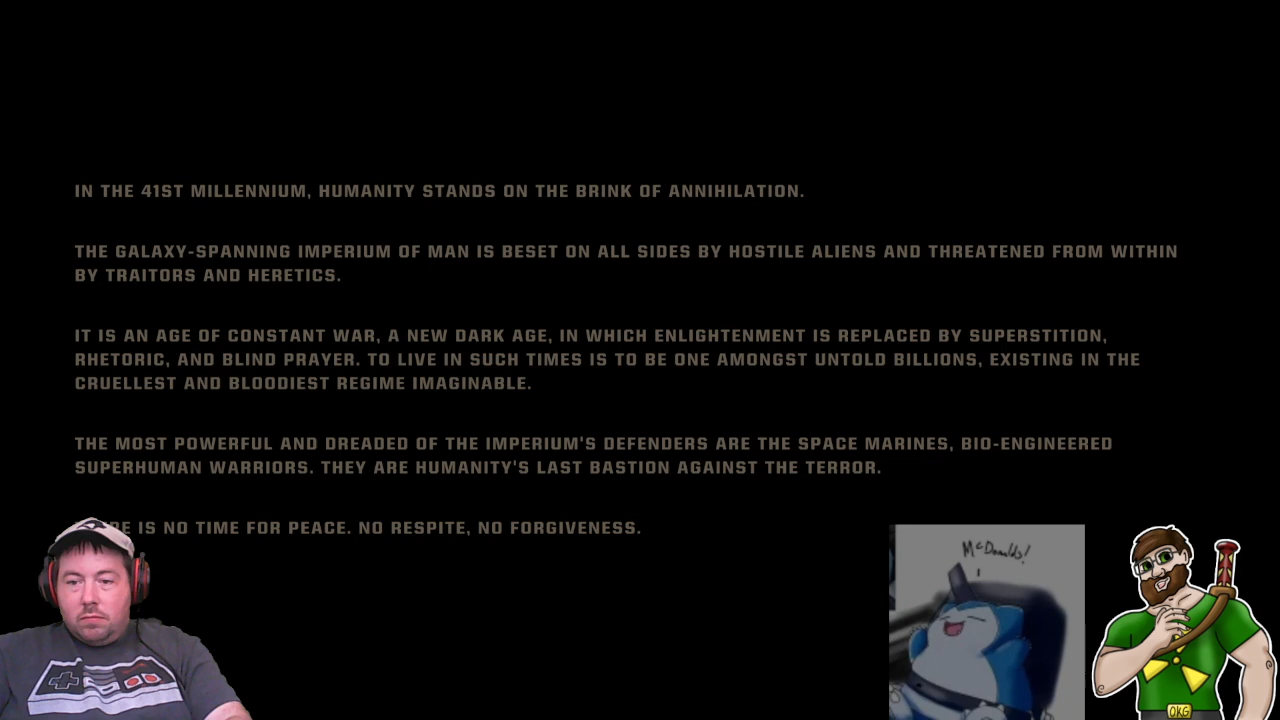 IN THE 41ST MILLENNIUM, HUMANITY STANDS ON THE BRINK OF ANNIHILATION.
THE GALAXY-SPANNING IMPERIUM OF MAN IS BESET ON ALL SIDES BY HOSTILE ALIENS AND THREATENED FROM WITHIN
BY TRAITORS AND HERETICS.
IT IS AN AGE OF CONSTANT WAR, A NEW DARK AGE, IN WHICH ENLIGHTENMENT IS REPLACED BY SUPERSTITION,
RHETORIC, AND BLIND PRAYER. TO LIVE IN SUCH TIMES IS TO BE ONE AMONGST UNTOLD BILLIONS, EXISTING IN THE
CRUELLEST AND BLOODIEST REGIME IMAGINABLE.
THE MOST POWERFUL AND DREADED OF THE IMPERIUM'S DEFENDERS ARE THE SPACE MARINES, BIO-ENGINEERED
SUPERHUMAN WARRIORS. THEY ARE HUMANITY'S LAST BASTION AGAINST THE TERROR.
IS NO TIME FOR PEACE. NO RESPITE, NO FORGIVENESS.
McDonalds!
OKG